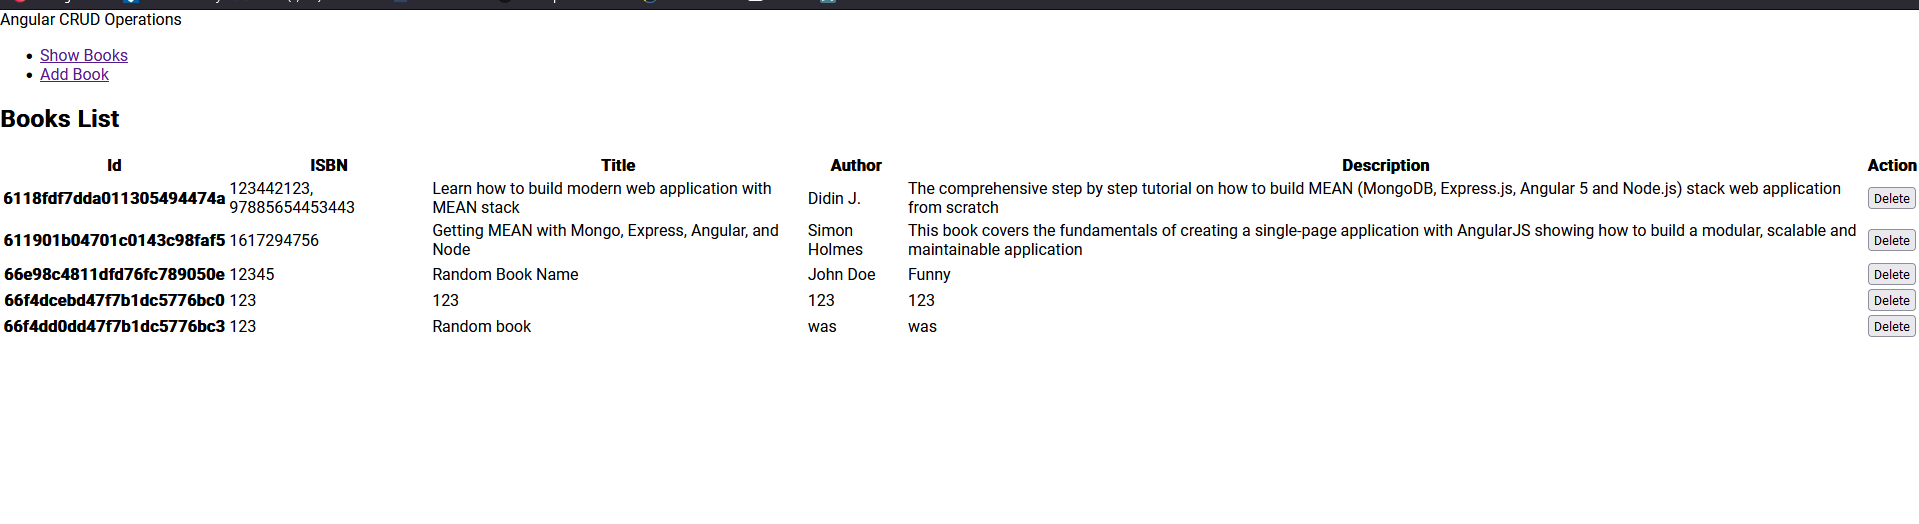 Angular CRUD Operations
Show Books
Add Book
Books List
Id ISBN Title Author Description Action
6118fdf7dda011305494474a 123442123, 97885654453443 Learn how to build modern web application with MEAN stack Didin J. The comprehensive step by step tutorial on how to build MEAN (MongoDB, Express.js, Angular 5 and Node.js) stack web application from scratch Delete
611901b04701c0143c98faf5 1617294756 Getting MEAN with Mongo, Express, Angular, and Node Simon Holmes This book covers the fundamentals of creating a single-page application with AngularJS showing how to build a modular, scalable and maintainable application Delete
66e98c4811dfd76fc789050e 12345 Random Book Name John Doe Funny Delete
66f4dcebd47f7b1dc5776bc0 123 123 123 123 Delete
66f4dd0dd47f7b1dc5776bc3 123 Random book was was Delete